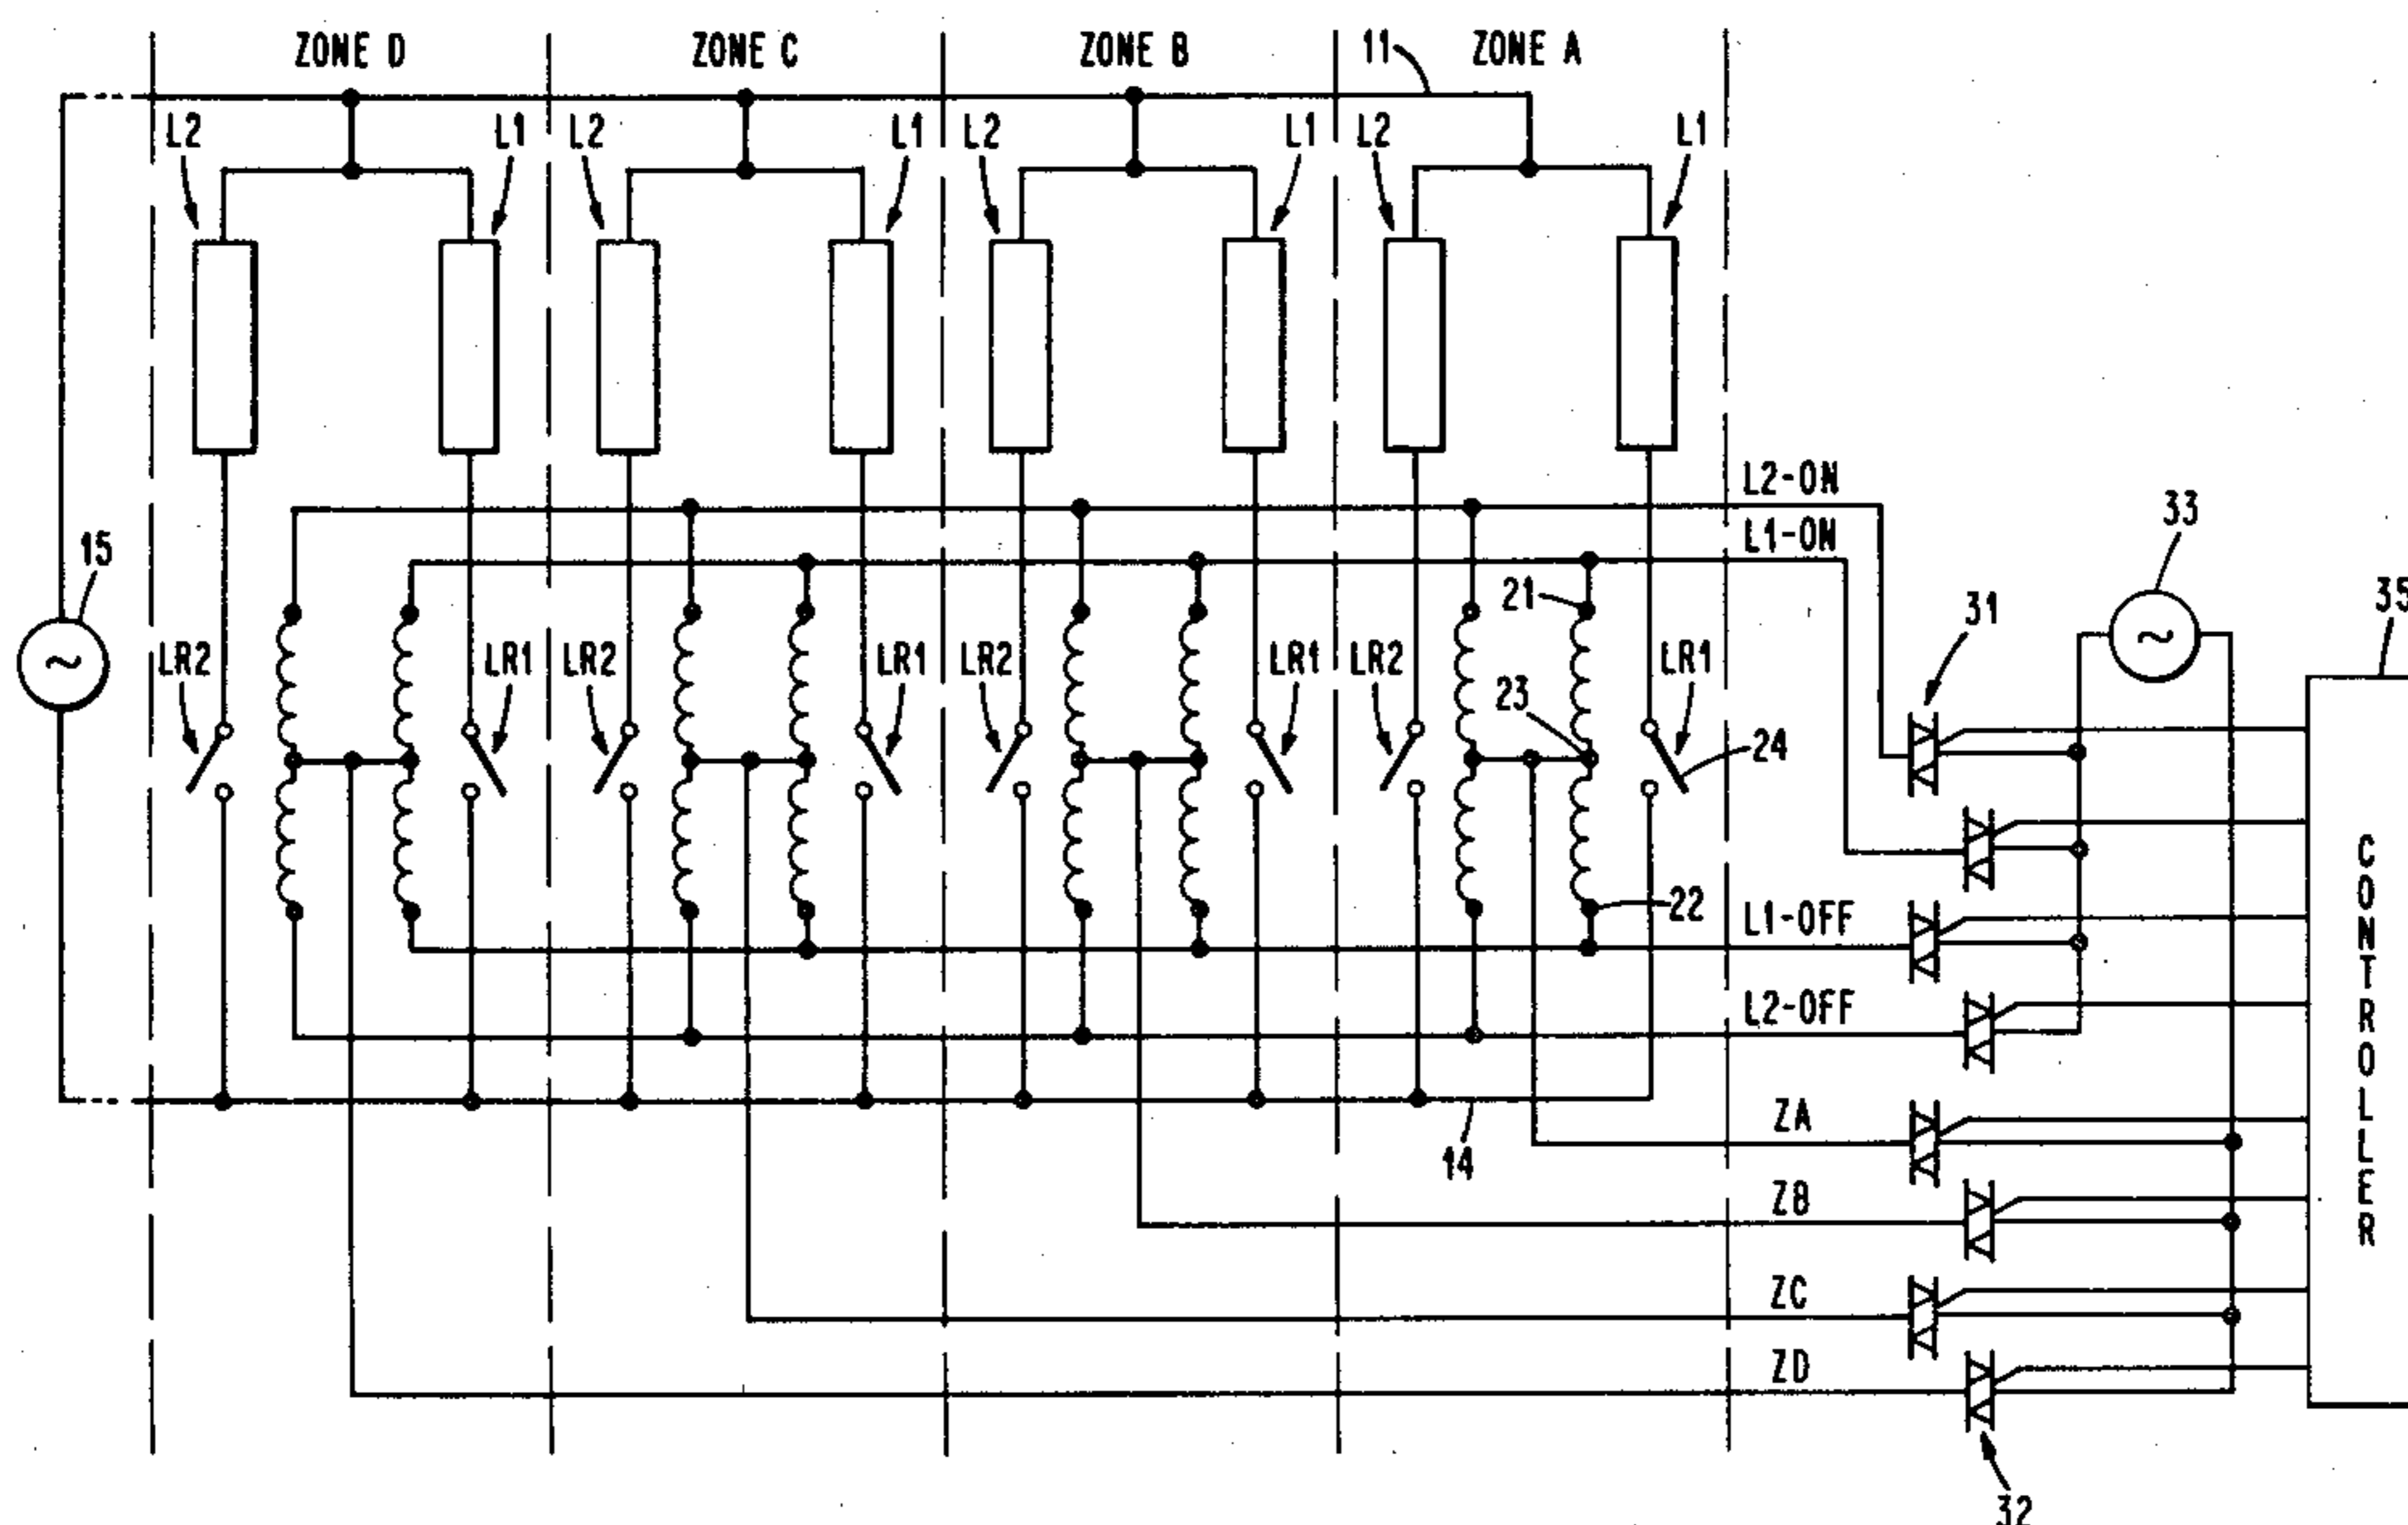 ZONE D ZONE C ZONE B 11 ZONE A
L2 L1 L2 L1 L2 L1 L2 L1
L2-ON
L1-ON
33
15
21
31
35
LR2 LR1 LR2 LR1 LR2 LR1 LR2 LR1
23
24
22
L1-OFF
L2-OFF
CONTROLLER
ZA
14
ZB
ZC
ZD
32